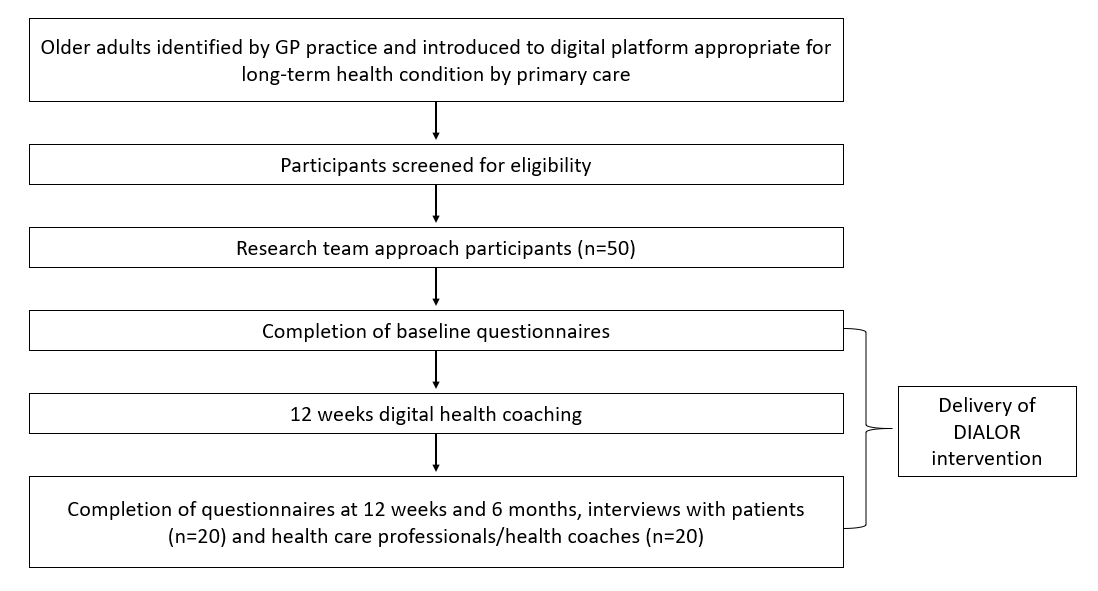 Older adults identified by GP practice and introduced to digital platform appropriate for
long-term health condition by primary care
Participants screened for eligibility
Research team approach participants (n=50)
Completion of baseline questionnaires
12 weeks digital health coaching
Delivery of
DIALOR
intervention
Completion of questionnaires at 12 weeks and 6 months, interviews with patients
(n=20) and health care professionals/health coaches (n=20)